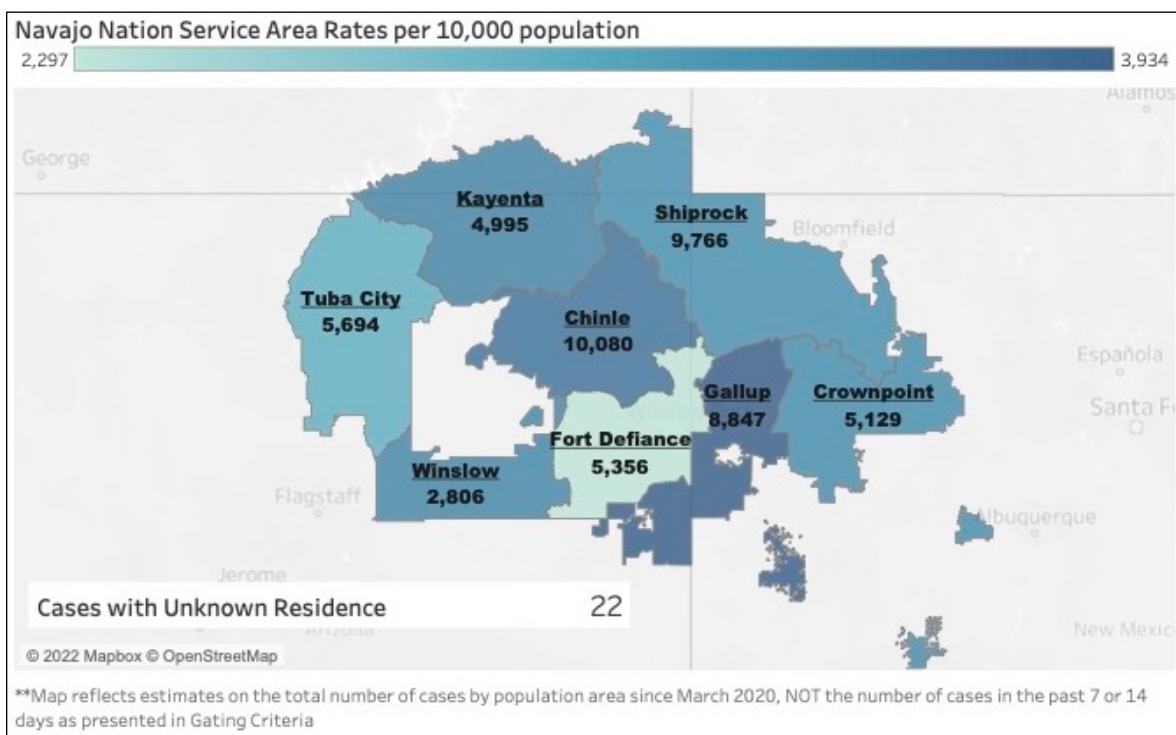 Navajo Nation Service Area Rates per 10,000 population
2,297
3,934
Alamos
George
Kayenta
4,995
Shiprock
9,766
Bloomfield
Tuba City
5,694
Chinle
10,080
Española
Gallup
8,847
Crownpoint
5,129
Santa F
Fort Defiance
5,356
Winslow
2,806
Flagstaff
Albuquerque
Jerome
Cases with Unknown Residence 22
Arizona
New Mexic
© 2022 Mapbox © OpenStreetMap
**Map reflects estimates on the total number of cases by population area since March 2020, NOT the number of cases in the past 7 or 14
days as presented in Gating Criteria